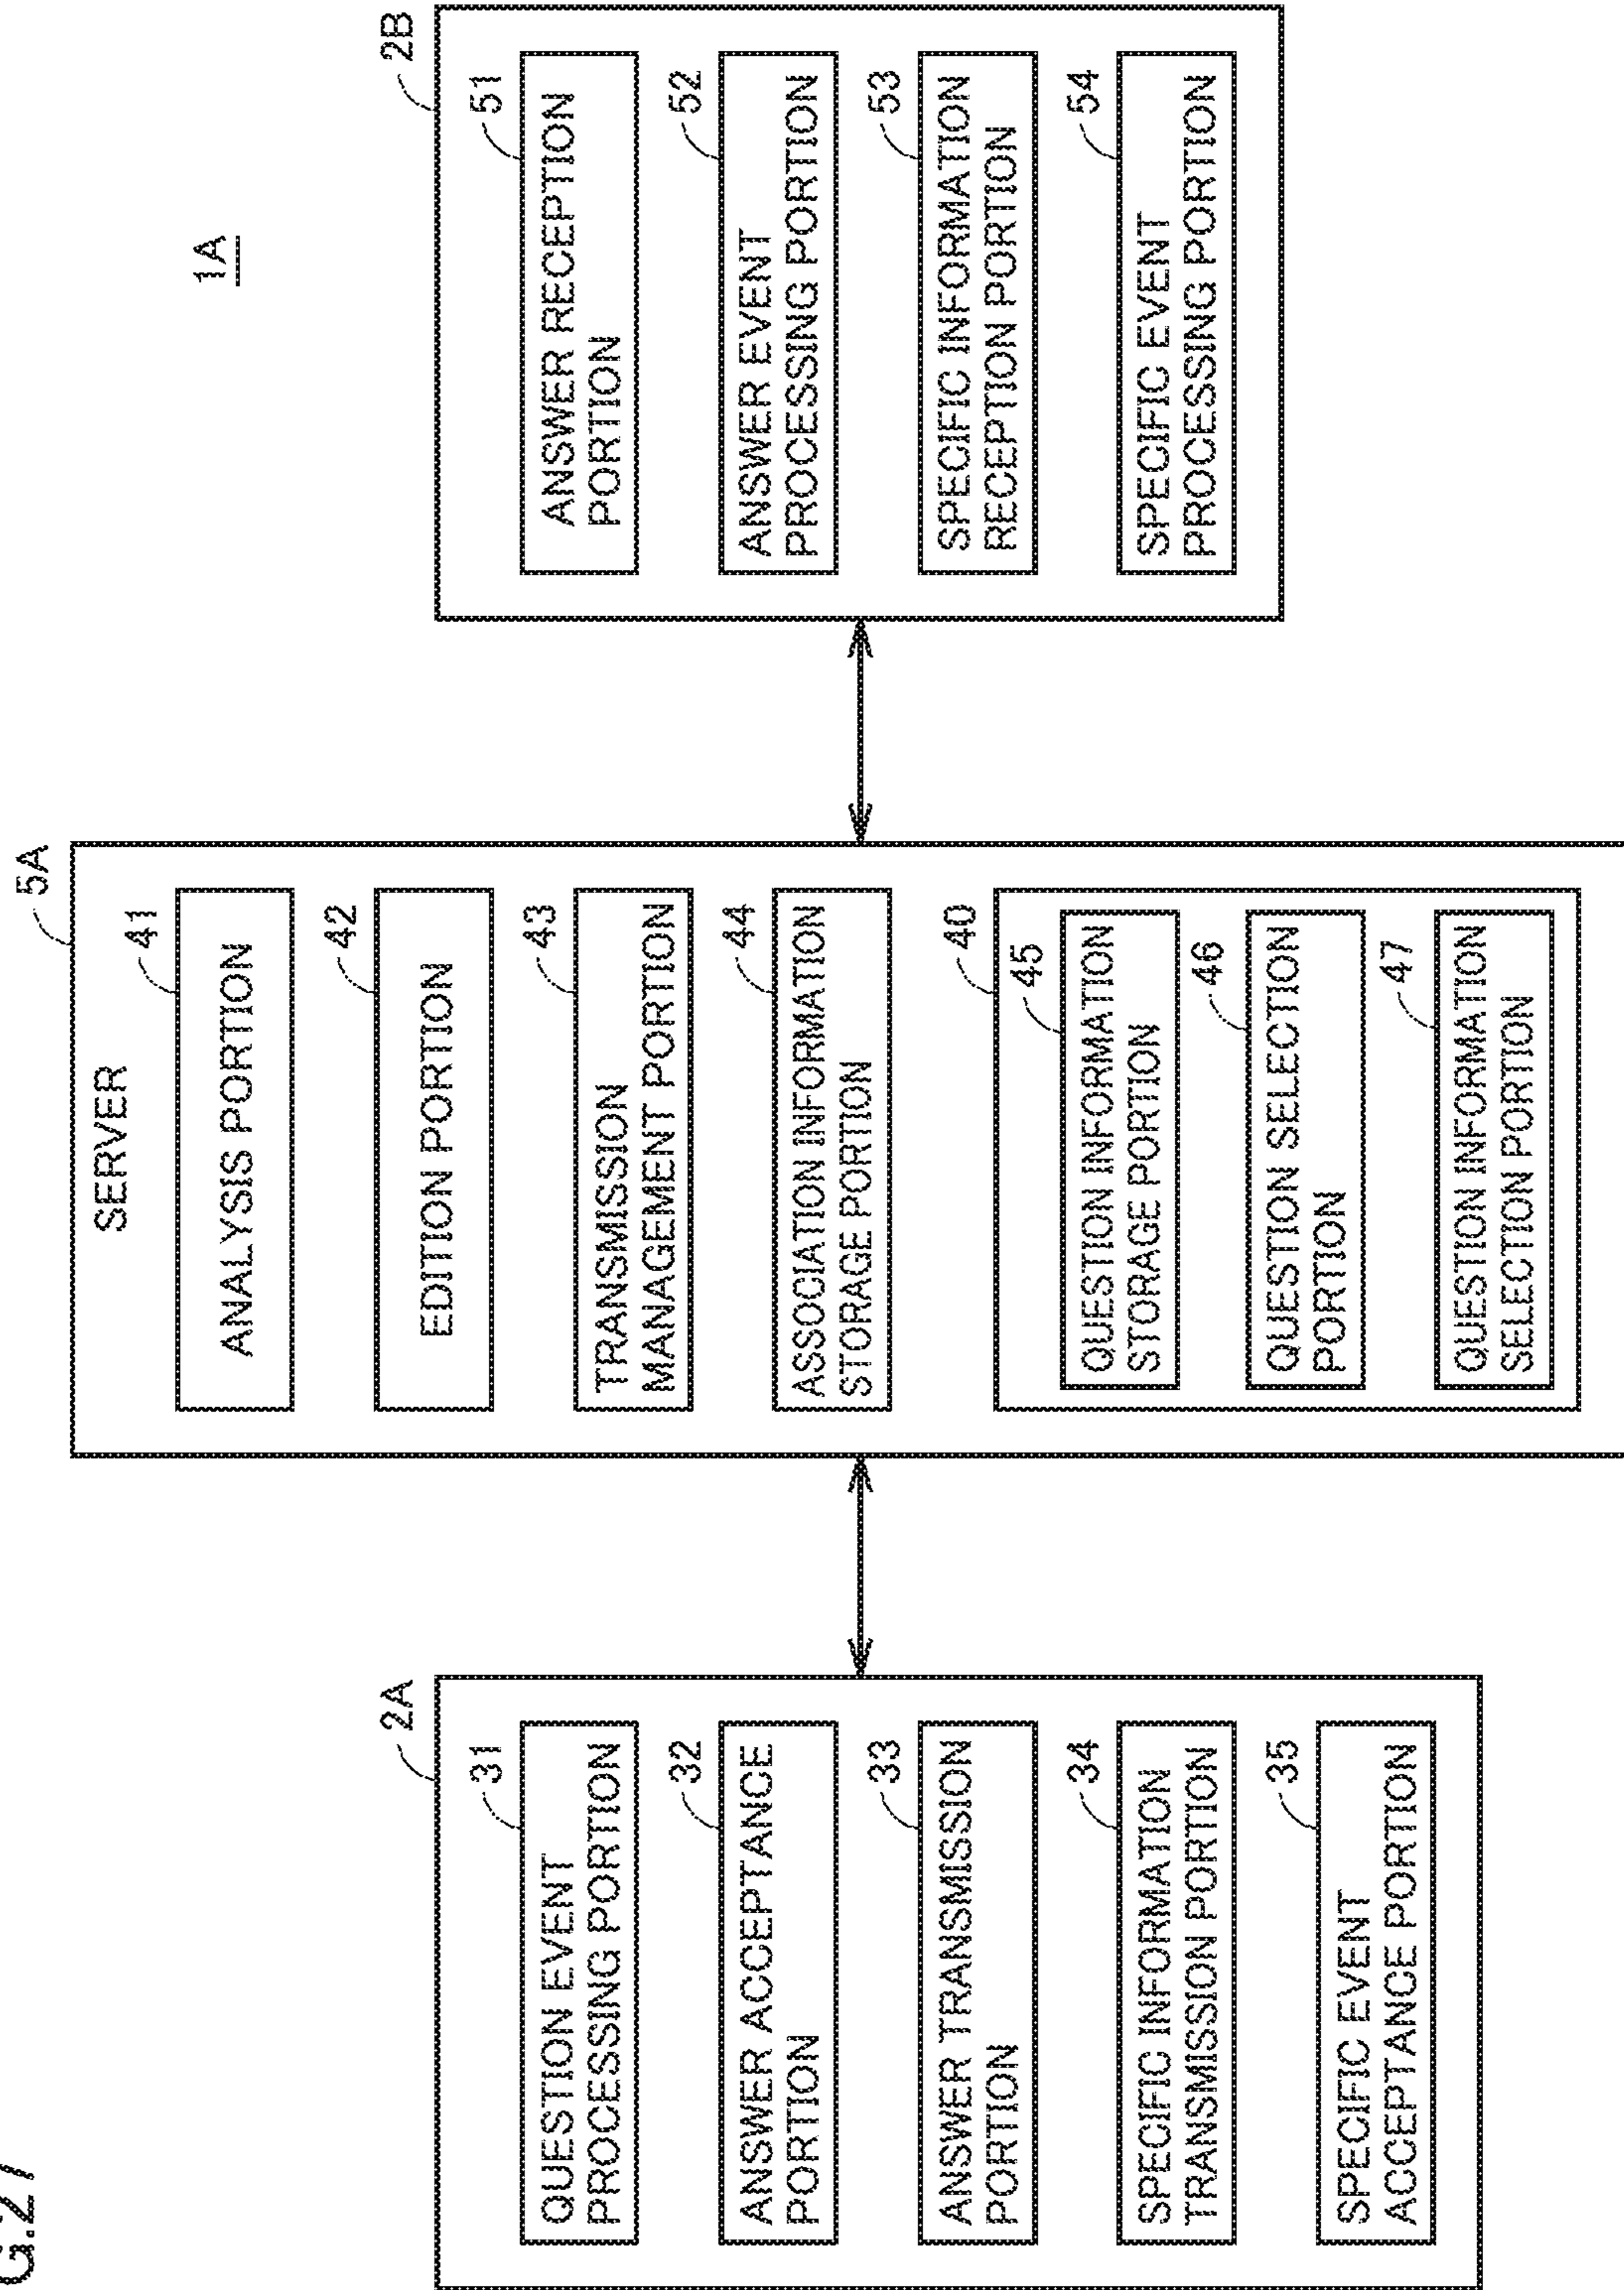 G.27
1A
2A
31
QUESTION EVENT
PROCESSING PORTION
32
ANSWER ACCEPTANCE
PORTION
33
ANSWER TRANSMISSION
PORTION
34
SPECIFIC INFORMATION
TRANSMISSION PORTION
35
SPECIFIC EVENT
ACCEPTANCE PORTION
5A
SERVER
41
ANALYSIS PORTION
42
EDITION PORTION
43
TRANSMISSION
MANAGEMENT PORTION
44
ASSOCIATION INFORMATION
STORAGE PORTION
40
45
QUESTION INFORMATION
STORAGE PORTION
46
QUESTION SELECTION
PORTION
47
QUESTION INFORMATION
SELECTION PORTION
2B
51
ANSWER RECEPTION
PORTION
52
ANSWER EVENT
PROCESSING PORTION
53
SPECIFIC INFORMATION
RECEPTION PORTION
54
SPECIFIC EVENT
PROCESSING PORTION